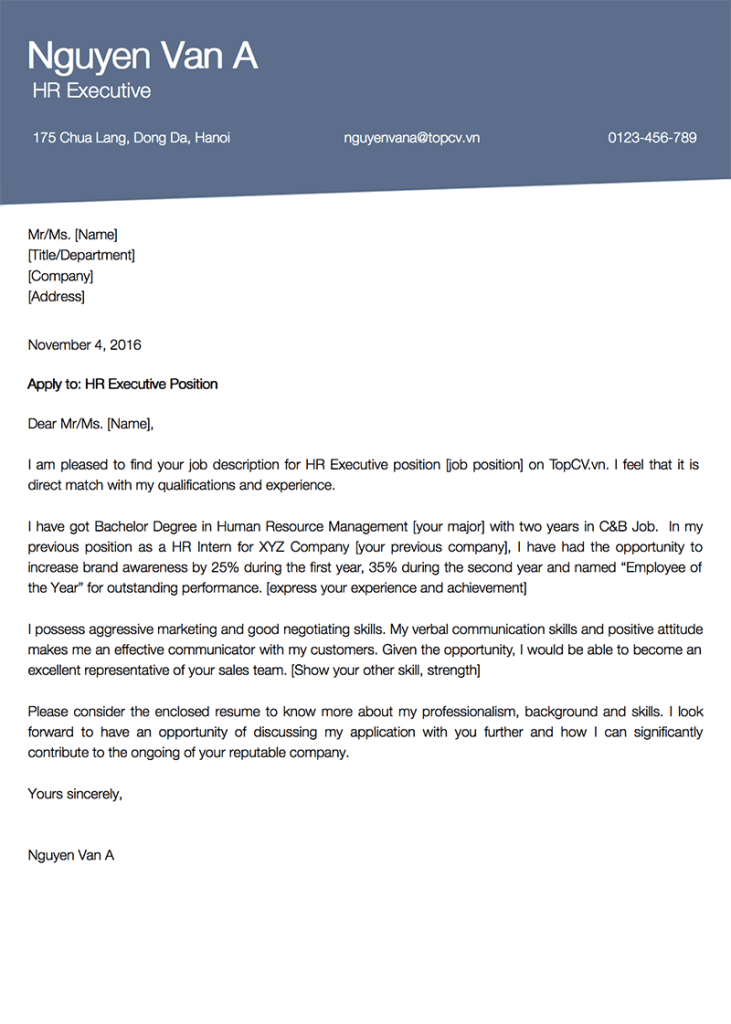 Nguyen Van A
HR Executive
175 Chua Lang, Dong Da, Hanoi nguyenvana@topcv.vn 0123-456-789
Mr/Ms. [Name]
[Title/Department]
[Company]
[Address]
November 4, 2016
Apply to: HR Executive Position
Dear Mr/Ms. [Name],
I am pleased to find your job description for HR Executive position [job position] on TopCV.vn. I feel that it is
direct match with my qualifications and experience.
I have got Bachelor Degree in Human Resource Management [your major] with two years in C&B Job. In my
previous position as a HR Intern for XYZ Company [your previous company], I have had the opportunity to
increase brand awareness by 25% during the first year, 35% during the second year and named “Employee of
the Year” for outstanding performance. [express your experience and achievement]
I possess aggressive marketing and good negotiating skills. My verbal communication skills and positive attitude
makes me an effective communicator with my customers. Given the opportunity, I would be able to become an
excellent representative of your sales team. [Show your other skill, strength]
Please consider the enclosed resume to know more about my professionalism, background and skills. I look
forward to have an opportunity of discussing my application with you further and how I can significantly
contribute to the ongoing of your reputable company.
Yours sincerely,
Nguyen Van A